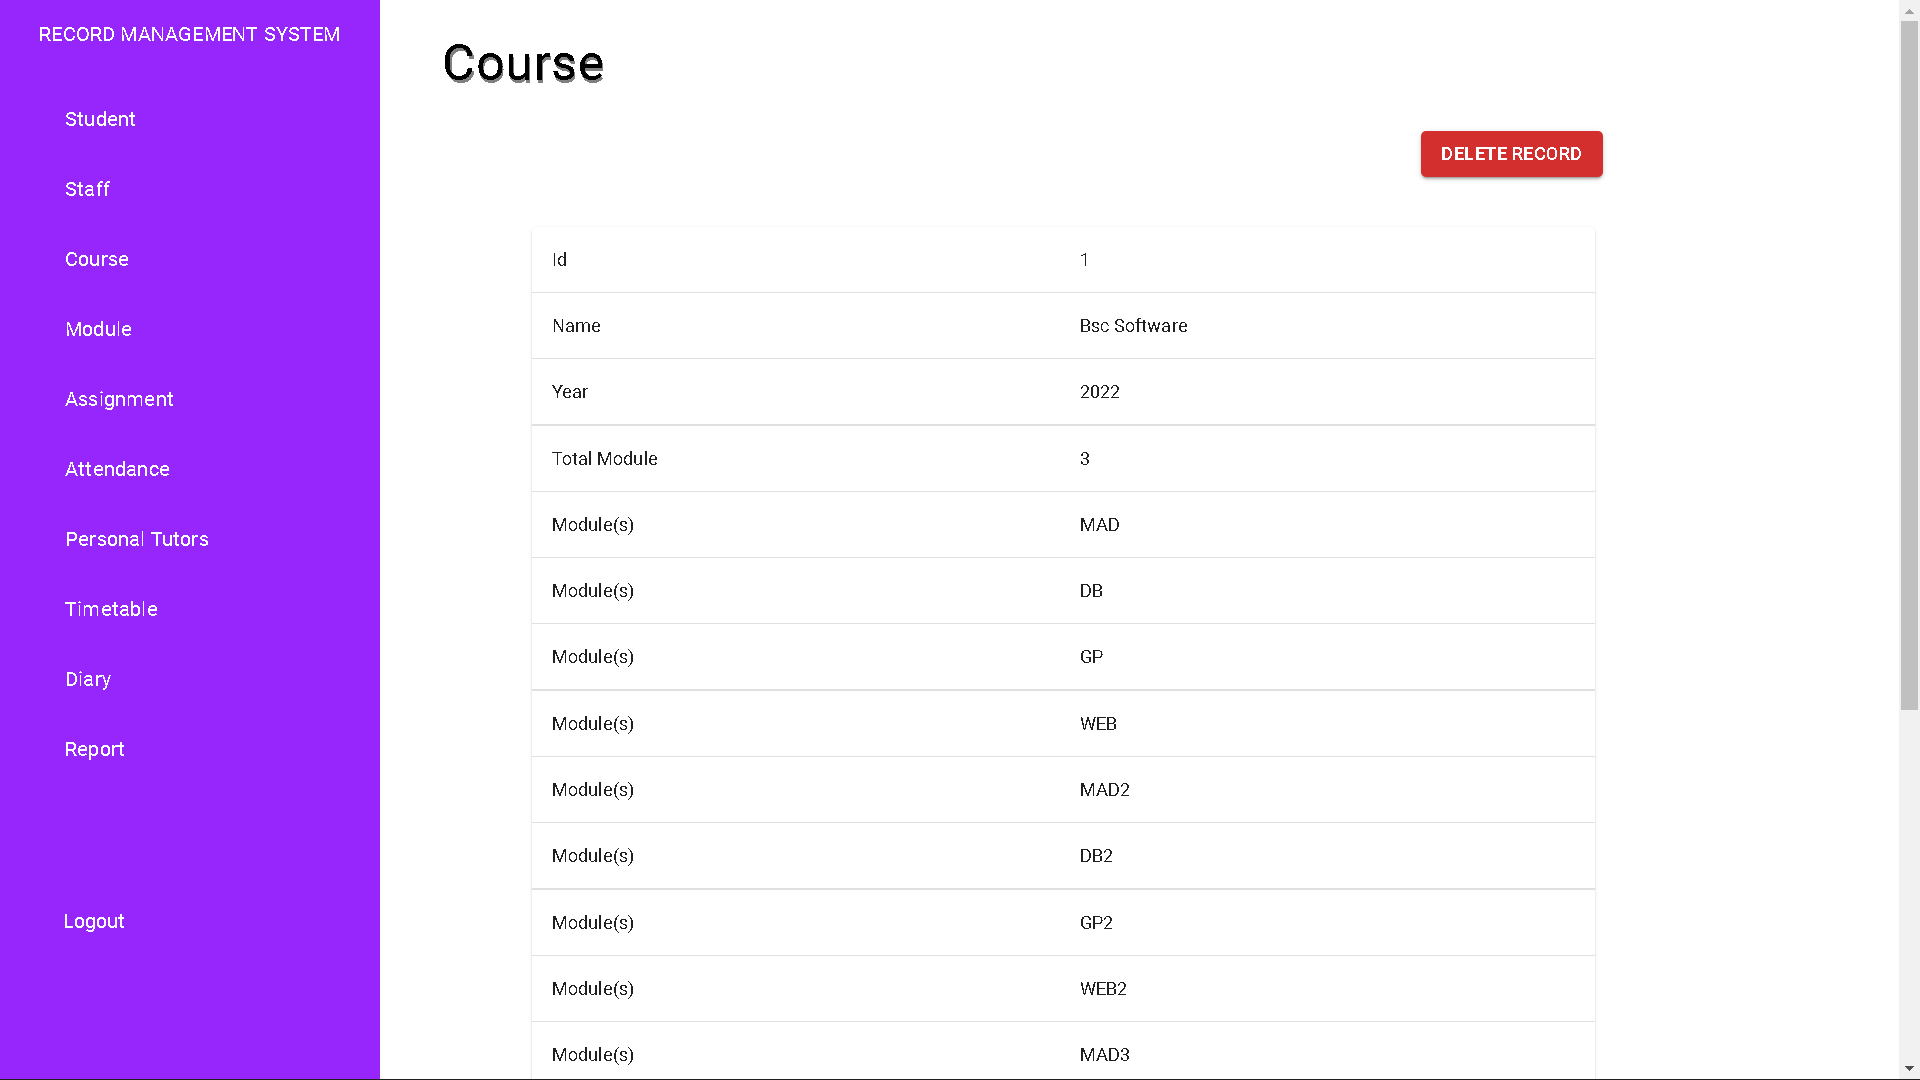 RECORD MANAGEMENT SYSTEM
Student
Staff
Course
Module
Assignment
Attendance
Personal Tutors
Timetable
Diary
Report
Logout
Course
DELETE RECORD
Id 1
Name Bsc Software
Year 2022
Total Module 3
Module(s) MAD
Module(s) DB
Module(s) GP
Module(s) WEB
Module(s) MAD2
Module(s) DB2
Module(s) GP2
Module(s) WEB2
Module(s) MAD3